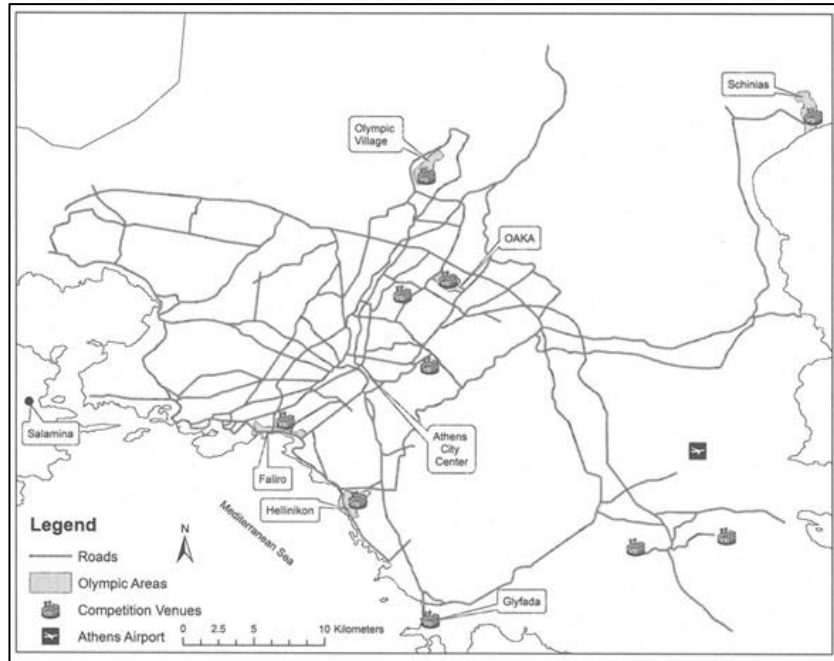 Schinias
Olympic
Village
OAKA
Salamina
Athens
City
Center
Faliro
Hellinikon
Mediterranean Sea
Glyfada
Legend
N
Roads
Olympic Areas
Competition Venues
Athens Airport
0 2.5 5 10 Kilometers